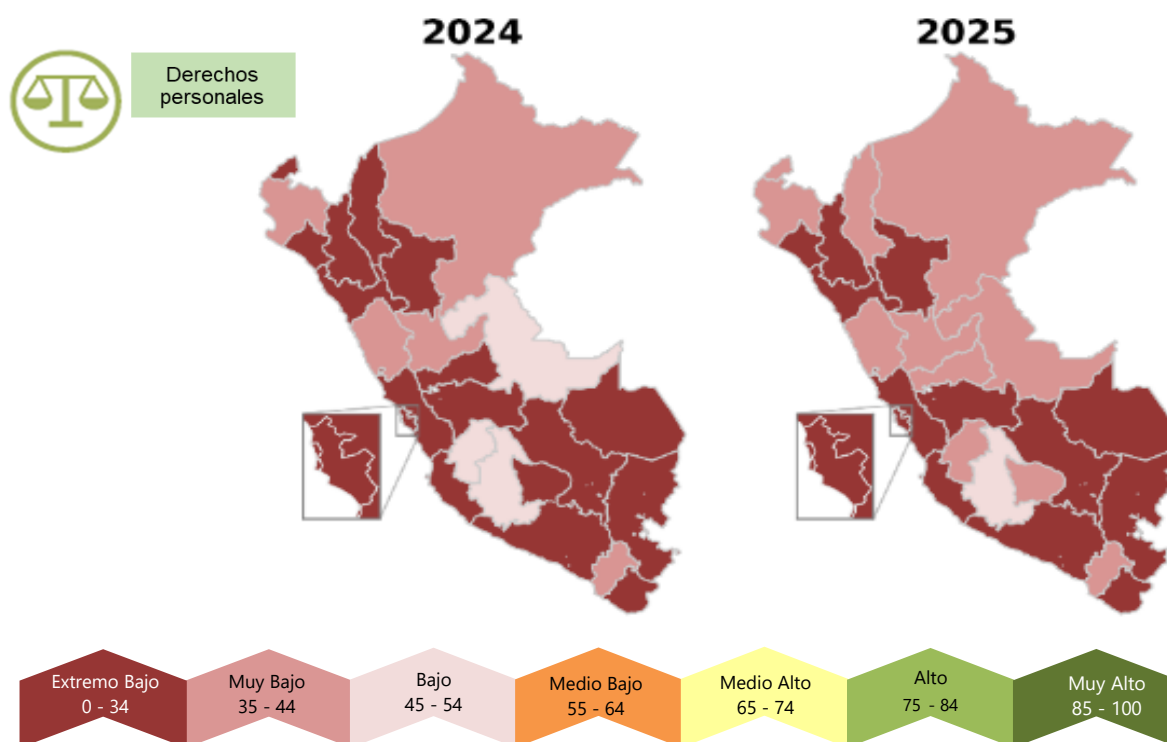 2024
2025
Derechos
personales
Extremo Bajo
0 - 34
Muy Bajo
35 - 44
Bajo
45 - 54
Medio Bajo
55 - 64
Medio Alto
65 - 74
Alto
75 - 84
Muy Alto
85 - 100